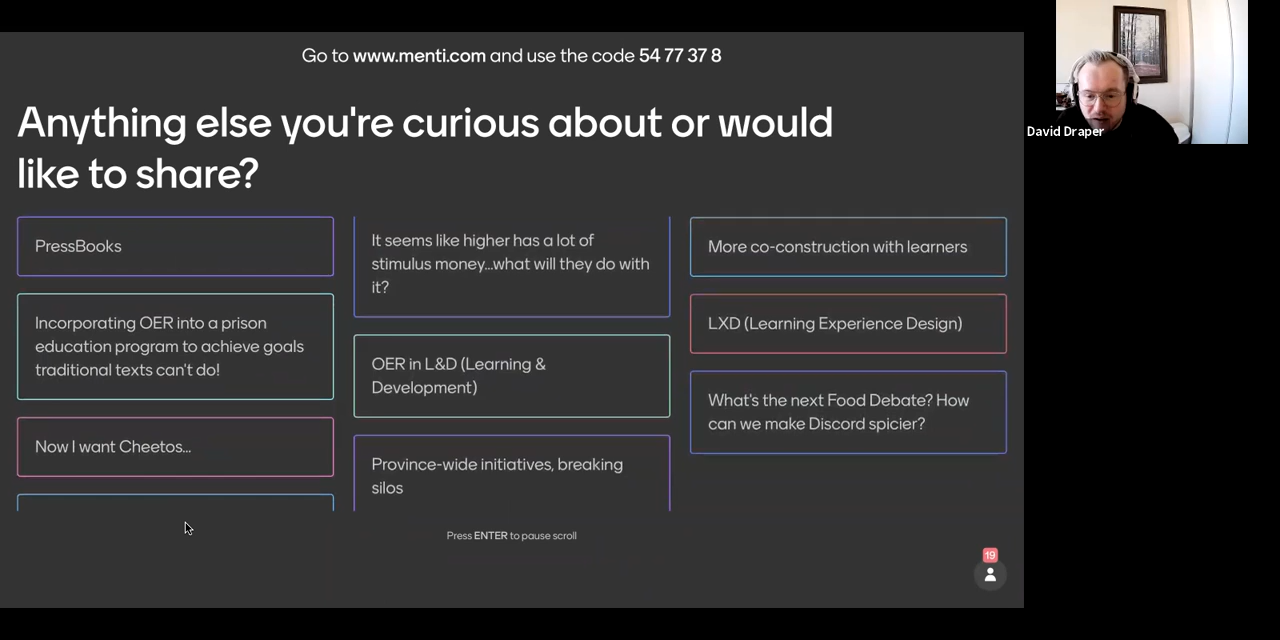 Go to www.menti.com and use the code 54 77 37 8
Anything else you're curious about or would
like to share?
PressBooks
Incorporating OER into a prison
education program to achieve goals
traditional texts can't do!
Now I want Cheetos...
It seems like higher has a lot of
stimulus money...what will they do with
it?
OER in L&D (Learning &
Development)
Province-wide initiatives, breaking
silos
More co-construction with learners
LXD (Learning Experience Design)
What's the next Food Debate? How
can we make Discord spicier?
Press ENTER to pause scroll
19
David Draper